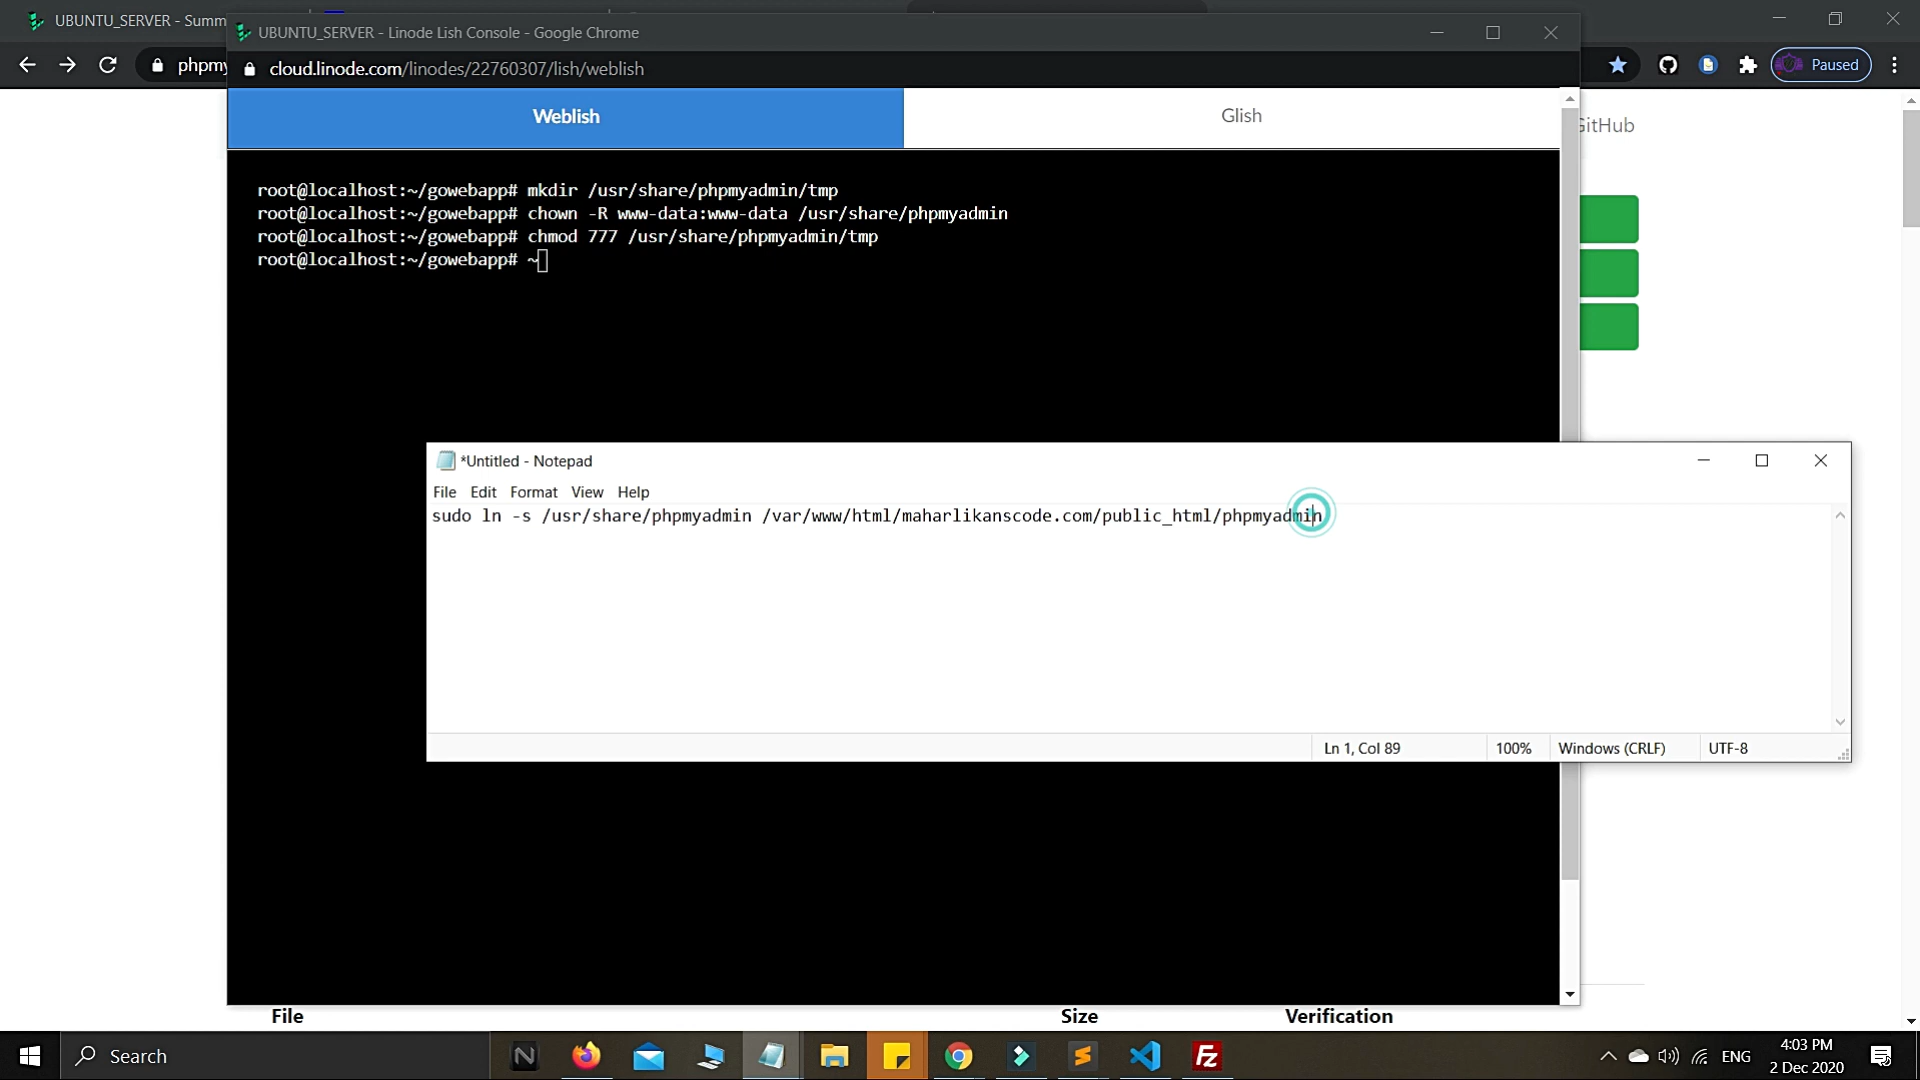 UBUNTU_SERVER - Summ
UBUNTU_SERVER - Linode Lish Console - Google Chrome
phpmy
cloud.linode.com/linodes/22760307/lish/weblish
Paused
Weblish
Glish
GitHub
root@localhost:~/gowebapp# mkdir /usr/share/phpmyadmin/tmp
root@localhost:~/gowebapp# chown -R www-data:www-data /usr/share/phpmyadmin
root@localhost:~/gowebapp# chmod 777 /usr/share/phpmyadmin/tmp
root@localhost:~/gowebapp# ~
*Untitled - Notepad
File Edit Format View Help
sudo ln -s /usr/share/phpmyadmin /var/www/html/maharlikanscode.com/public_html/phpmyadmin
Ln 1, Col 89
100%
Windows (CRLF)
UTF-8
File
Size
Verification
Search
ENG
4:03 PM
2 Dec 2020